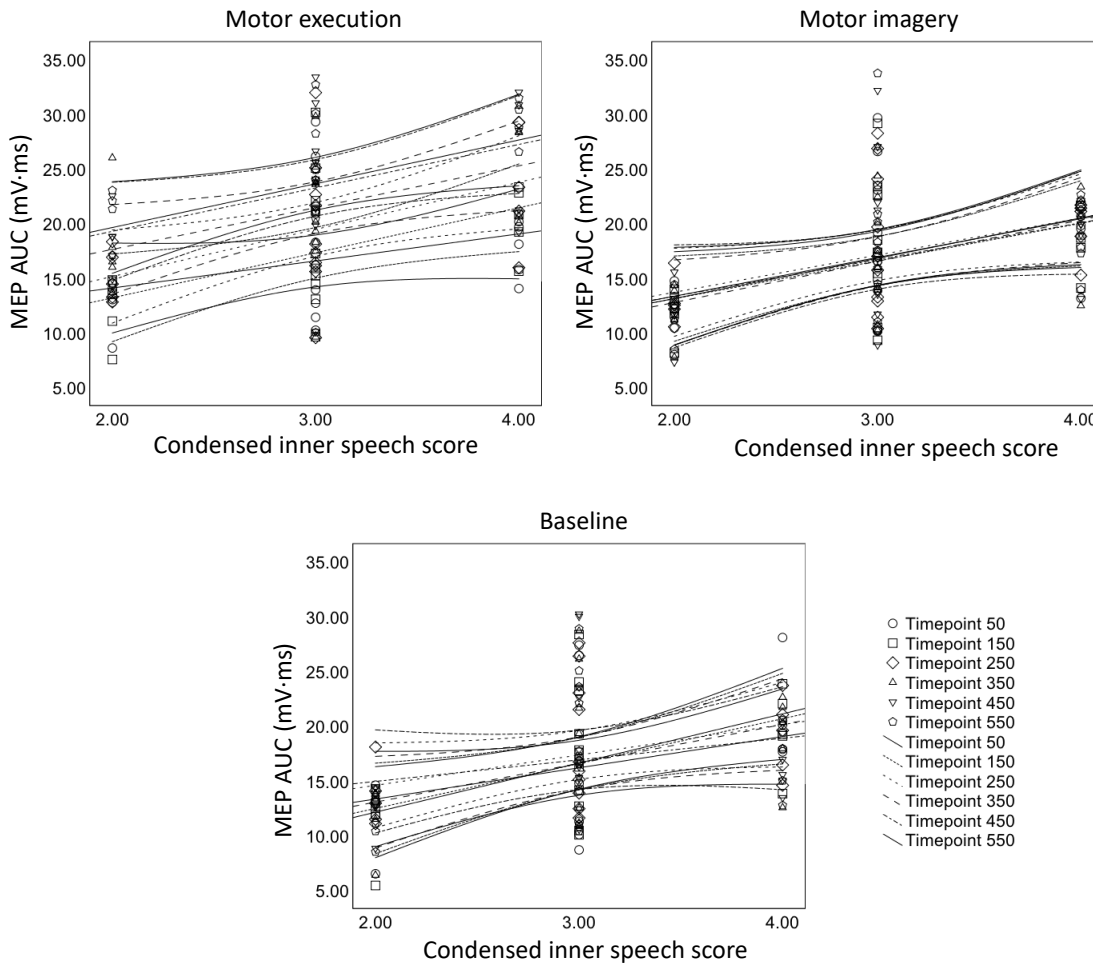 Motor execution
MEP AUC (mV·ms)
35.00
30.00
25.00
20.00
15.00
10.00
5.00
2.00 3.00 4.00
Condensed inner speech score
Motor imagery
MEP AUC (mV·ms)
35.00
30.00
25.00
20.00
15.00
10.00
5.00
2.00 3.00 4.00
Condensed inner speech score
Baseline
MEP AUC (mV·ms)
35.00
30.00
25.00
20.00
15.00
10.00
5.00
2.00 3.00 4.00
Condensed inner speech score
Timepoint 50
Timepoint 150
Timepoint 250
Timepoint 350
Timepoint 450
Timepoint 550
Timepoint 50
Timepoint 150
Timepoint 250
Timepoint 350
Timepoint 450
Timepoint 550